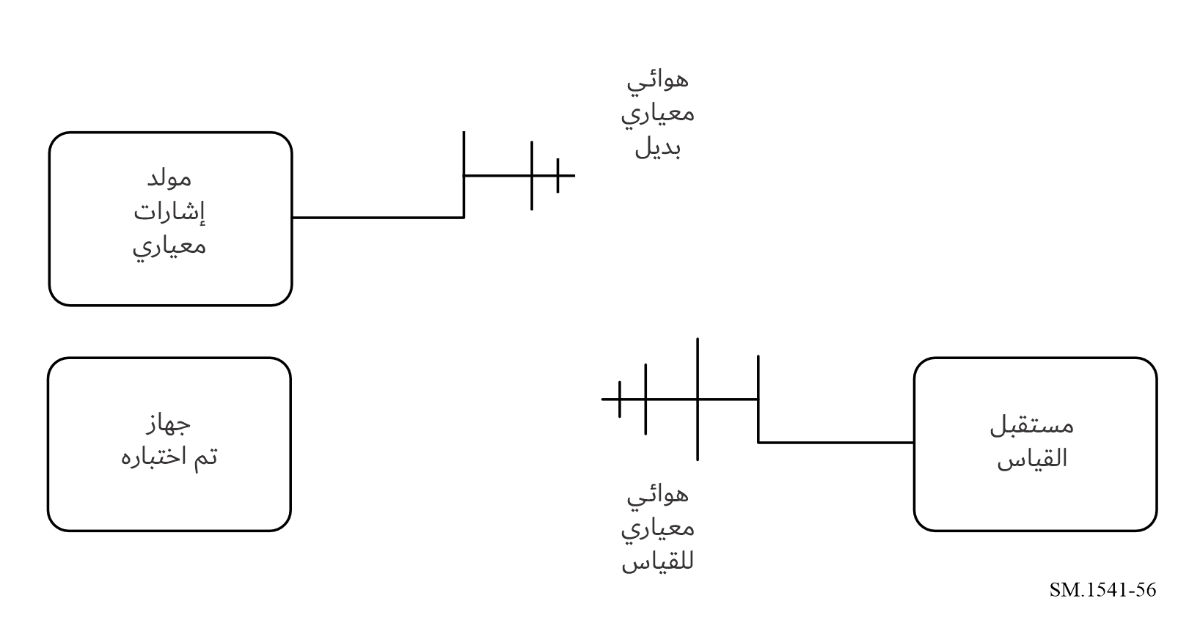 هوائي
معياري
بديل
مولد
إشارات
معياري
جهاز
تم اختباره
مستقبل
القياس
هوائي
معياري
للقياس
SM.1541-56